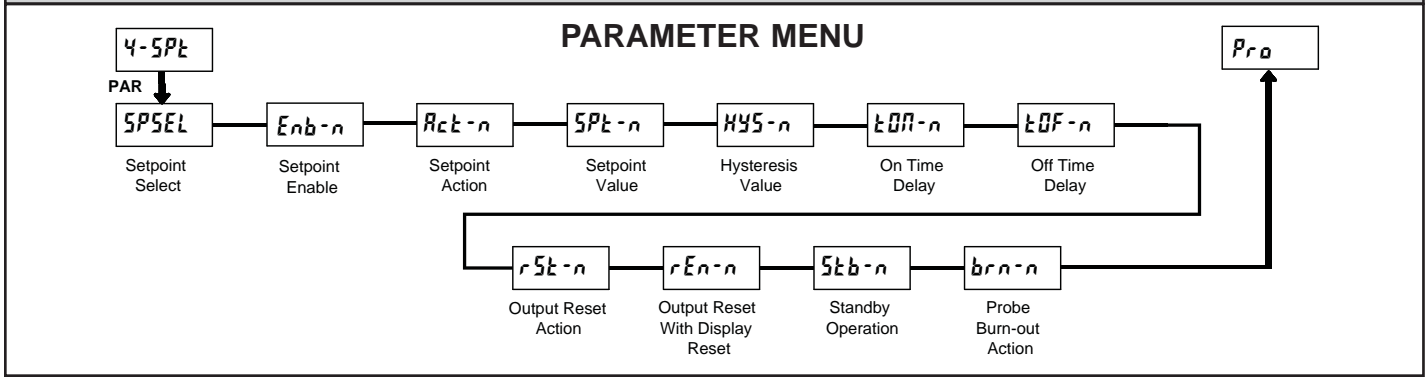 PARAMETER MENU
4-SPt
Pro
PAR
SPSEL
Enb-n
Act-n
SPt-n
HYS-n
tON-n
tOF-n
Setpoint
Select
Setpoint
Enable
Setpoint
Action
Setpoint
Value
Hysteresis
Value
On Time
Delay
Off Time
Delay
rSt-n
rEn-n
Stb-n
brn-n
Output Reset
Action
Output Reset
With Display
Reset
Standby
Operation
Probe
Burn-out
Action